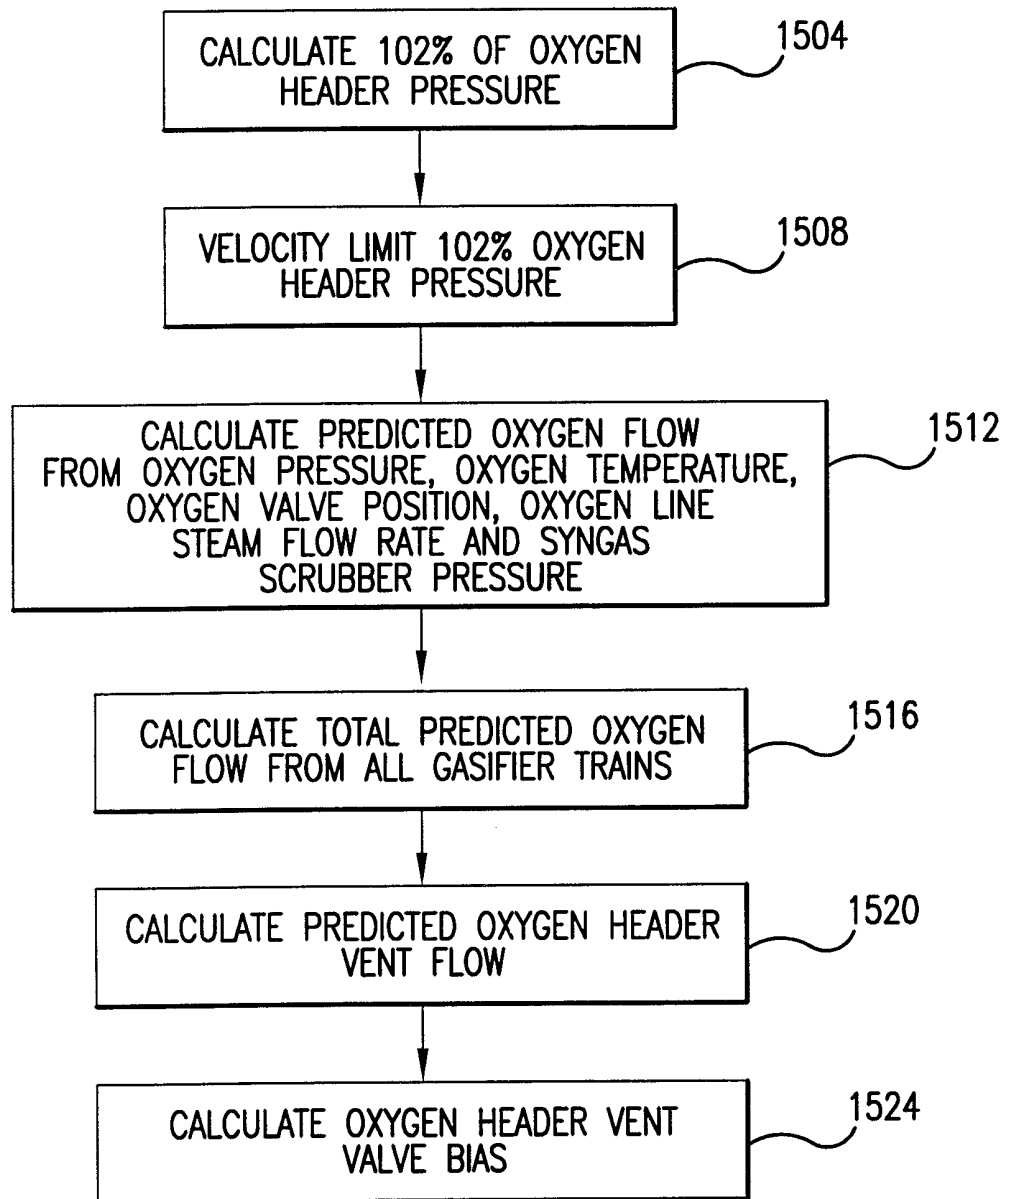 CALCULATE 102% OF OXYGEN
HEADER PRESSURE
1504
VELOCITY LIMIT 102% OXYGEN
HEADER PRESSURE
1508
CALCULATE PREDICTED OXYGEN FLOW
FROM OXYGEN PRESSURE, OXYGEN TEMPERATURE,
OXYGEN VALVE POSITION, OXYGEN LINE
STEAM FLOW RATE AND SYNGAS
SCRUBBER PRESSURE
1512
CALCULATE TOTAL PREDICTED OXYGEN
FLOW FROM ALL GASIFIER TRAINS
1516
CALCULATE PREDICTED OXYGEN HEADER
VENT FLOW
1520
CALCULATE OXYGEN HEADER VENT
VALVE BIAS
1524